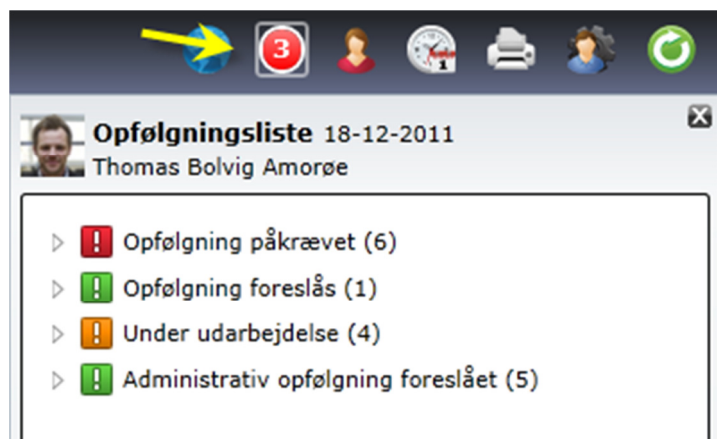 3
1
Opfølgningsliste 18-12-2011
Thomas Bolvig Amorøe
Opfølgning påkrævet (6)
Opfølgning foreslås (1)
Under udarbejdelse (4)
Administrativ opfølgning foreslået (5)